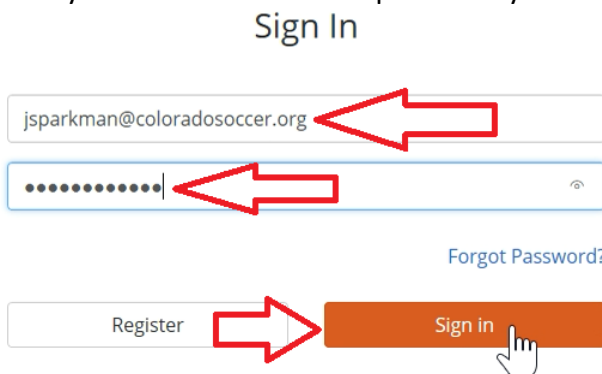 Sign In
jsparkman@coloradosoccer.org
••••••••••••
Forgot Password?
Register
Sign in